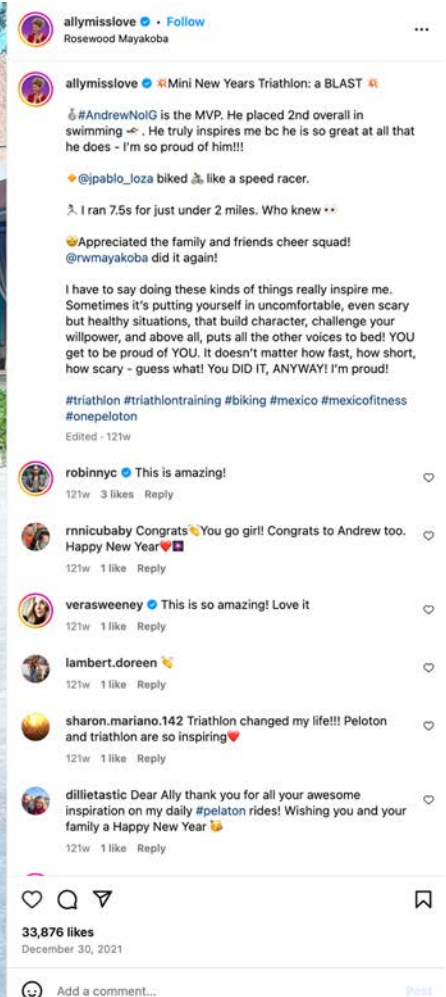 allymisslove • Follow
Rosewood Mayakoba
allymisslove 💥Mini New Years Triathlon: a BLAST 💥
🥈#AndrewNoIG is the MVP. He placed 2nd overall in
swimming 🏊. He truly inspires me bc he is so great at all that
he does - I'm so proud of him!!!
🔸@jpablo_loza biked 🚴 like a speed racer.
🏃 I ran 7.5s for just under 2 miles. Who knew 👀
🤩Appreciated the family and friends cheer squad!
@rwmayakoba did it again!
I have to say doing these kinds of things really inspire me.
Sometimes it's putting yourself in uncomfortable, even scary
but healthy situations, that build character, challenge your
willpower, and above all, puts all the other voices to bed! YOU
get to be proud of YOU. It doesn't matter how fast, how short,
how scary - guess what! You DID IT, ANYWAY! I'm proud!
#triathlon #triathlontraining #biking #mexico #mexicofitness
#onepeloton
Edited · 121w
robinnyc This is amazing!
121w 3 likes Reply
rnnicubaby Congrats👏You go girl! Congrats to Andrew too.
Happy New Year❤️🎆
121w 1 like Reply
verasweeney This is so amazing! Love it
121w 1 like Reply
lambert.doreen 👏
121w 1 like Reply
sharon.mariano.142 Triathlon changed my life!!! Peloton
and triathlon are so inspiring❤️
121w 1 like Reply
dillietastic Dear Ally thank you for all your awesome
inspiration on my daily #pelaton rides! Wishing you and your
family a Happy New Year 🥳
121w 1 like Reply
33,876 likes
December 30, 2021
Add a comment...
Post